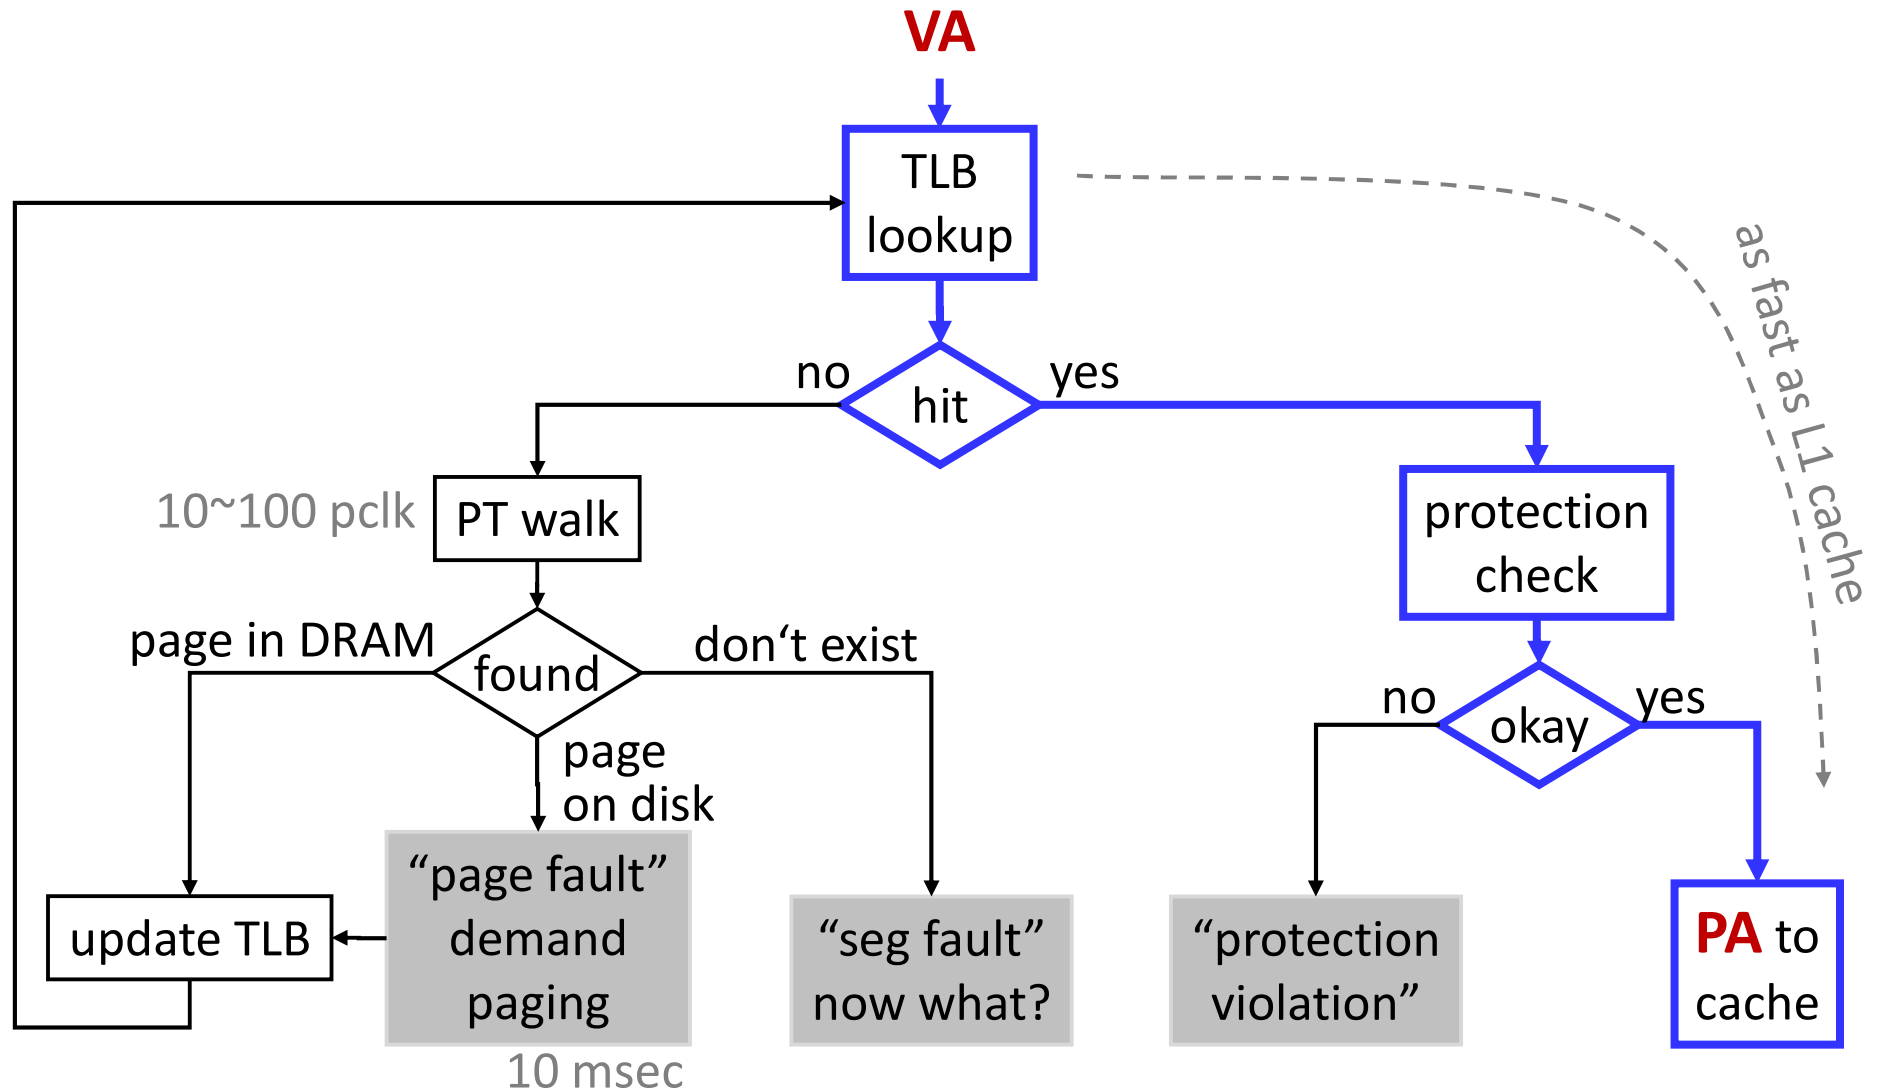 VA
TLB
lookup
as fast as L1 cache
no
yes
hit
10~100 pclk
PT walk
protection
check
page in DRAM
found
don‘t exist
no
okay
yes
page
on disk
“page fault”
demand
paging
10 msec
update TLB
“seg fault”
now what?
“protection
violation”
PA to
cache